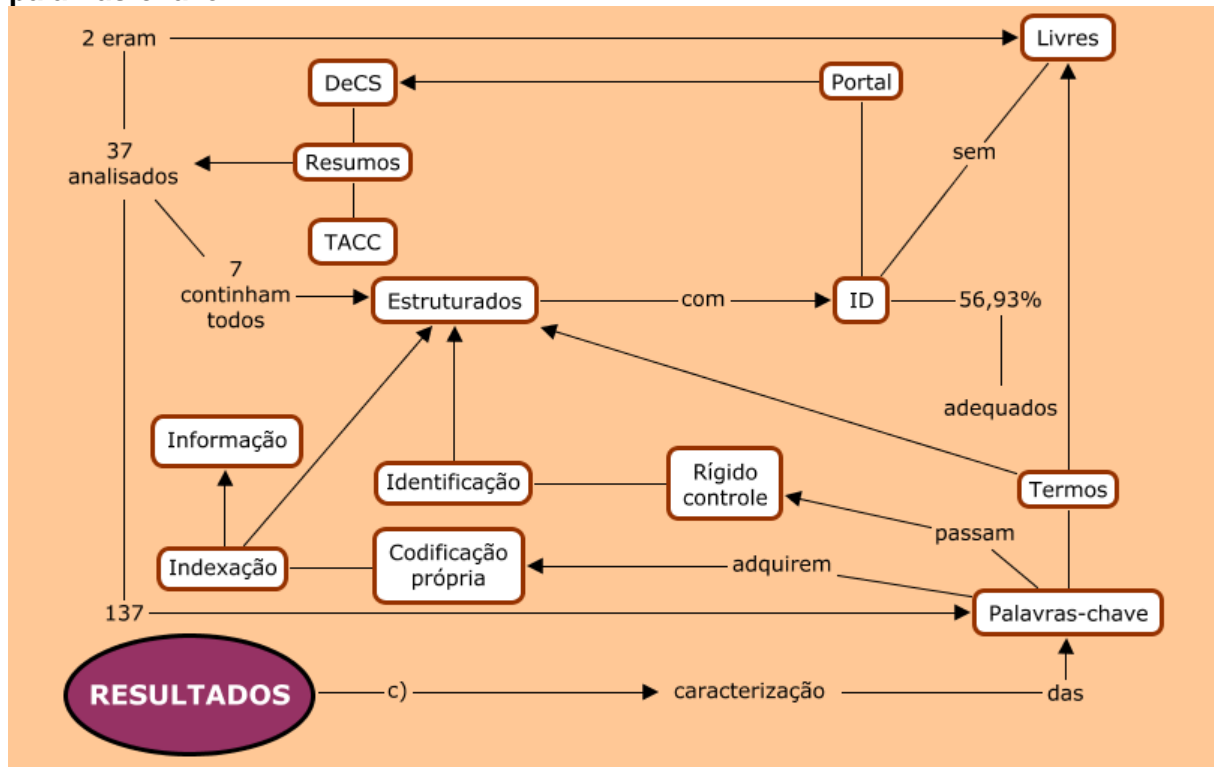 2 eram
Livres
DeCS
Portal
37
analisados
Resumos
sem
TACC
7
continham
todos
Estruturados
com
ID
56,93%
adequados
Informação
Identificação
Rígido
controle
Termos
passam
Indexação
Codificação
própria
adquirem
137
Palavras-chave
RESULTADOS
c)
caracterização
das